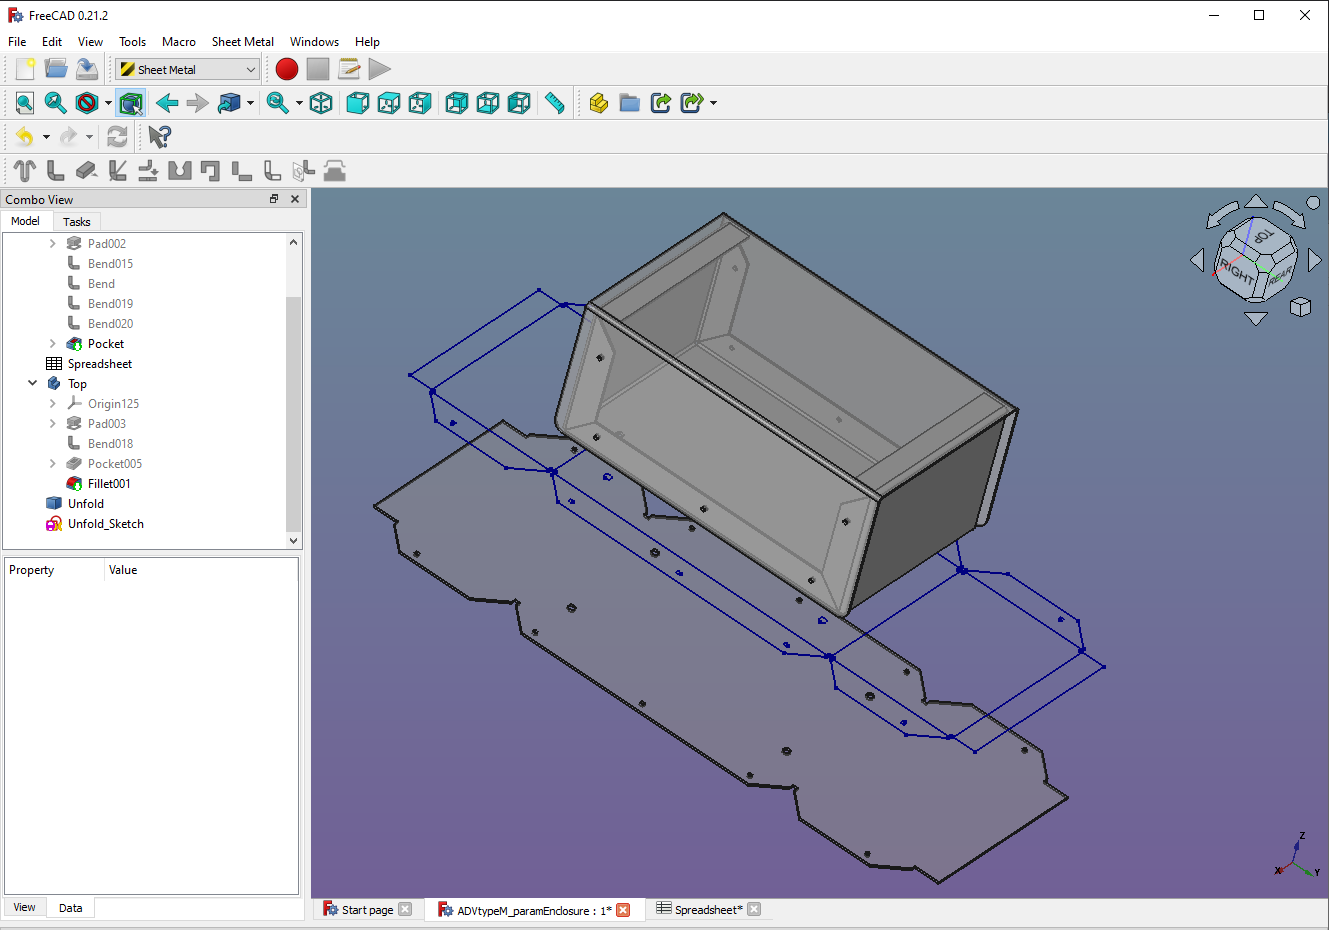 FreeCAD 0.21.2
File Edit View Tools Macro Sheet Metal Windows Help
Sheet Metal
Combo View
Model Tasks
Pad002
Bend015
Bend
Bend019
Bend020
Pocket
Spreadsheet
Top
Origin125
Pad003
Bend018
Pocket005
Fillet001
Unfold
Unfold_Sketch
Property Value
View Data
TOP
RIGHT
REAR
Z
X
Y
Start page
ADVtypeM_paramEnclosure : 1*
Spreadsheet*